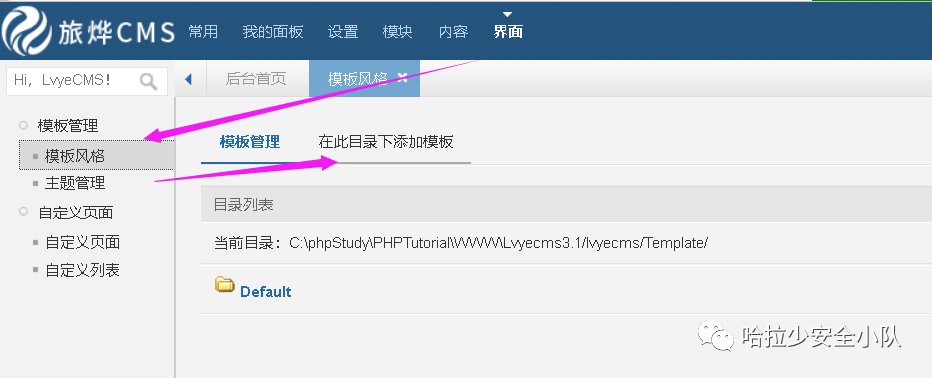 旅烨CMS 常用 我的面板 设置 模块 内容 界面
Hi，LvyeCMS！ 后台首页 模板风格
模板管理
模板风格
主题管理
自定义页面
自定义页面
自定义列表
模板管理 在此目录下添加模板
目录列表
当前目录：C:\phpStudy\PHPTutorial\WWW\Lvyecms3.1/lvyecms/Template/
Default
哈拉少安全小队